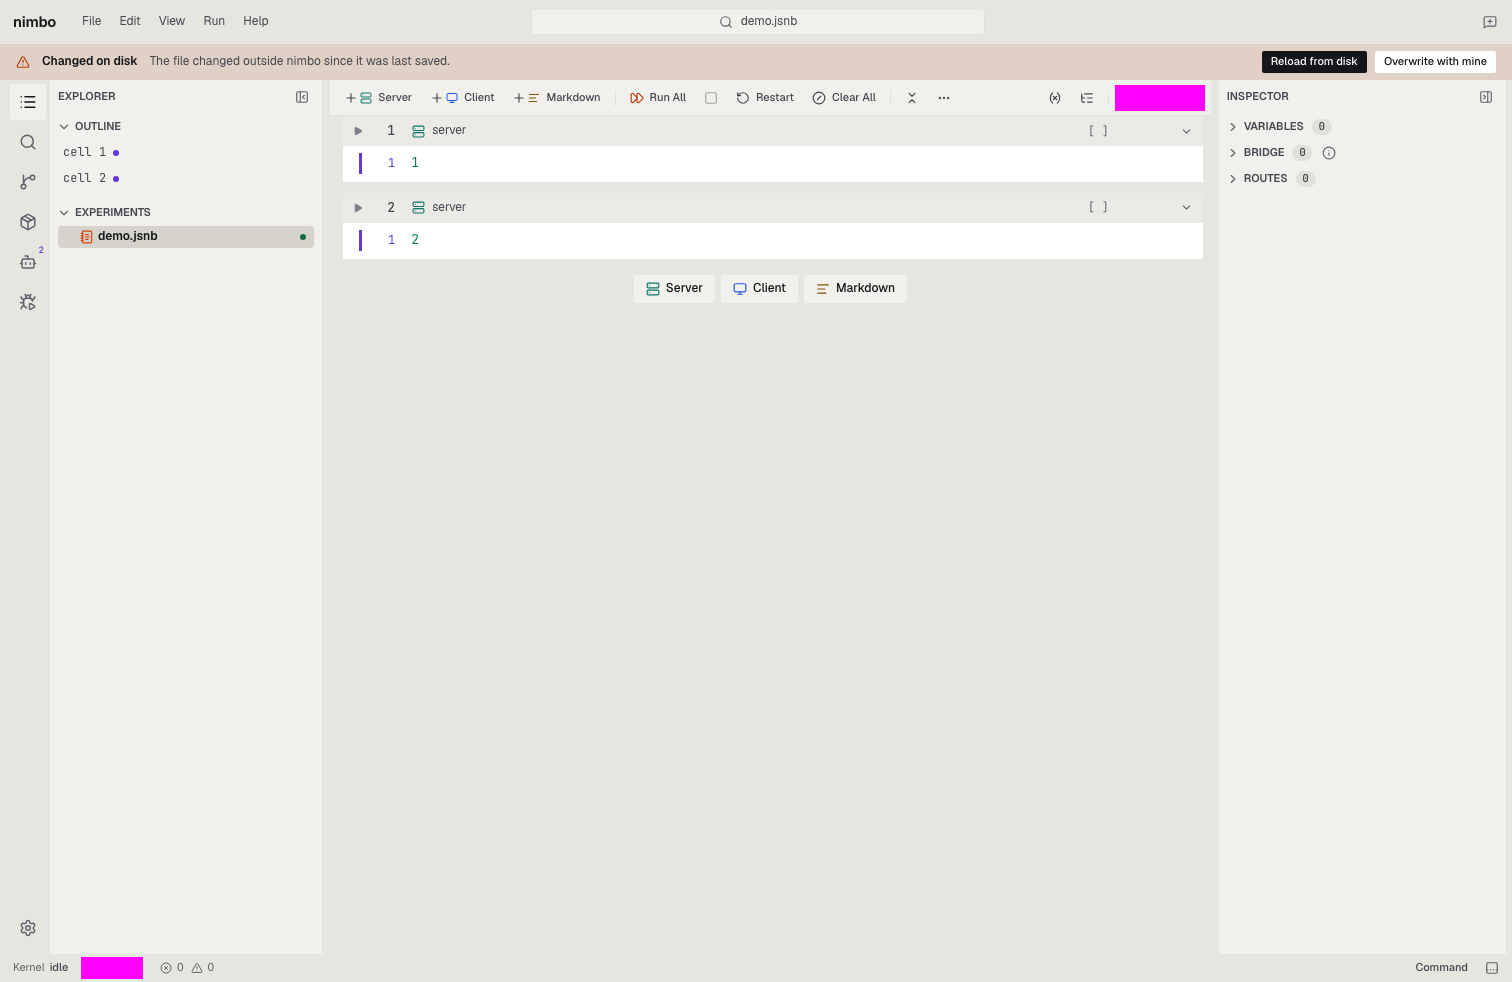 nimbo File Edit View Run Help demo.jsnb
Changed on disk The file changed outside nimbo since it was last saved. Reload from disk Overwrite with mine
EXPLORER
OUTLINE
cell 1
cell 2
EXPERIMENTS
demo.jsnb
2
Server Client Markdown Run All Restart Clear All
1 server [ ]
1 1
2 server [ ]
1 2
Server Client Markdown
INSPECTOR
VARIABLES 0
BRIDGE 0
ROUTES 0
Kernel idle 0 0 Command